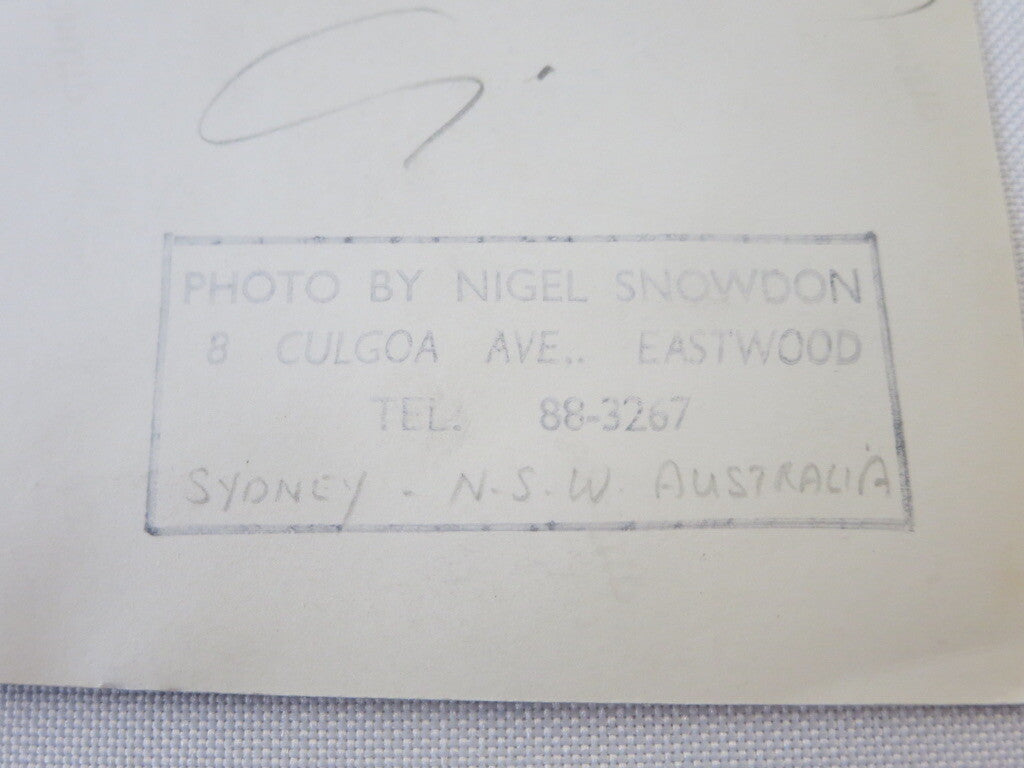 PHOTO BY NIGEL SNOWDON
8 CULGOA AVE., EASTWOOD
TEL. 88-3267
SYDNEY - N.S.W. AUSTRALIA